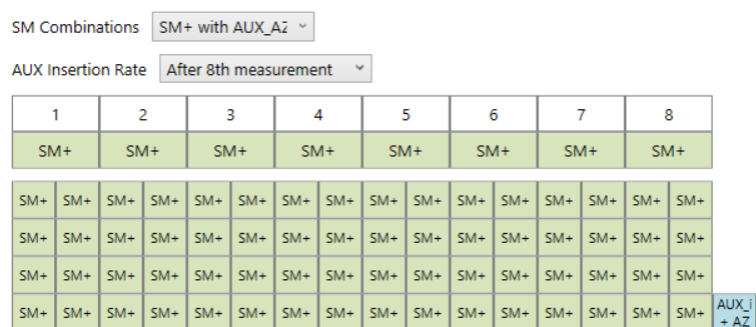 SM Combinations SM+ with AUX_AZ
AUX Insertion Rate After 8th measurement
1 2 3 4 5 6 7 8
SM+ SM+ SM+ SM+ SM+ SM+ SM+ SM+
SM+ SM+ SM+ SM+ SM+ SM+ SM+ SM+ SM+ SM+ SM+ SM+ SM+ SM+ SM+ SM+
SM+ SM+ SM+ SM+ SM+ SM+ SM+ SM+ SM+ SM+ SM+ SM+ SM+ SM+ SM+ SM+
SM+ SM+ SM+ SM+ SM+ SM+ SM+ SM+ SM+ SM+ SM+ SM+ SM+ SM+ SM+ SM+
SM+ SM+ SM+ SM+ SM+ SM+ SM+ SM+ SM+ SM+ SM+ SM+ SM+ SM+ SM+ SM+ AUX_i
+ AZ